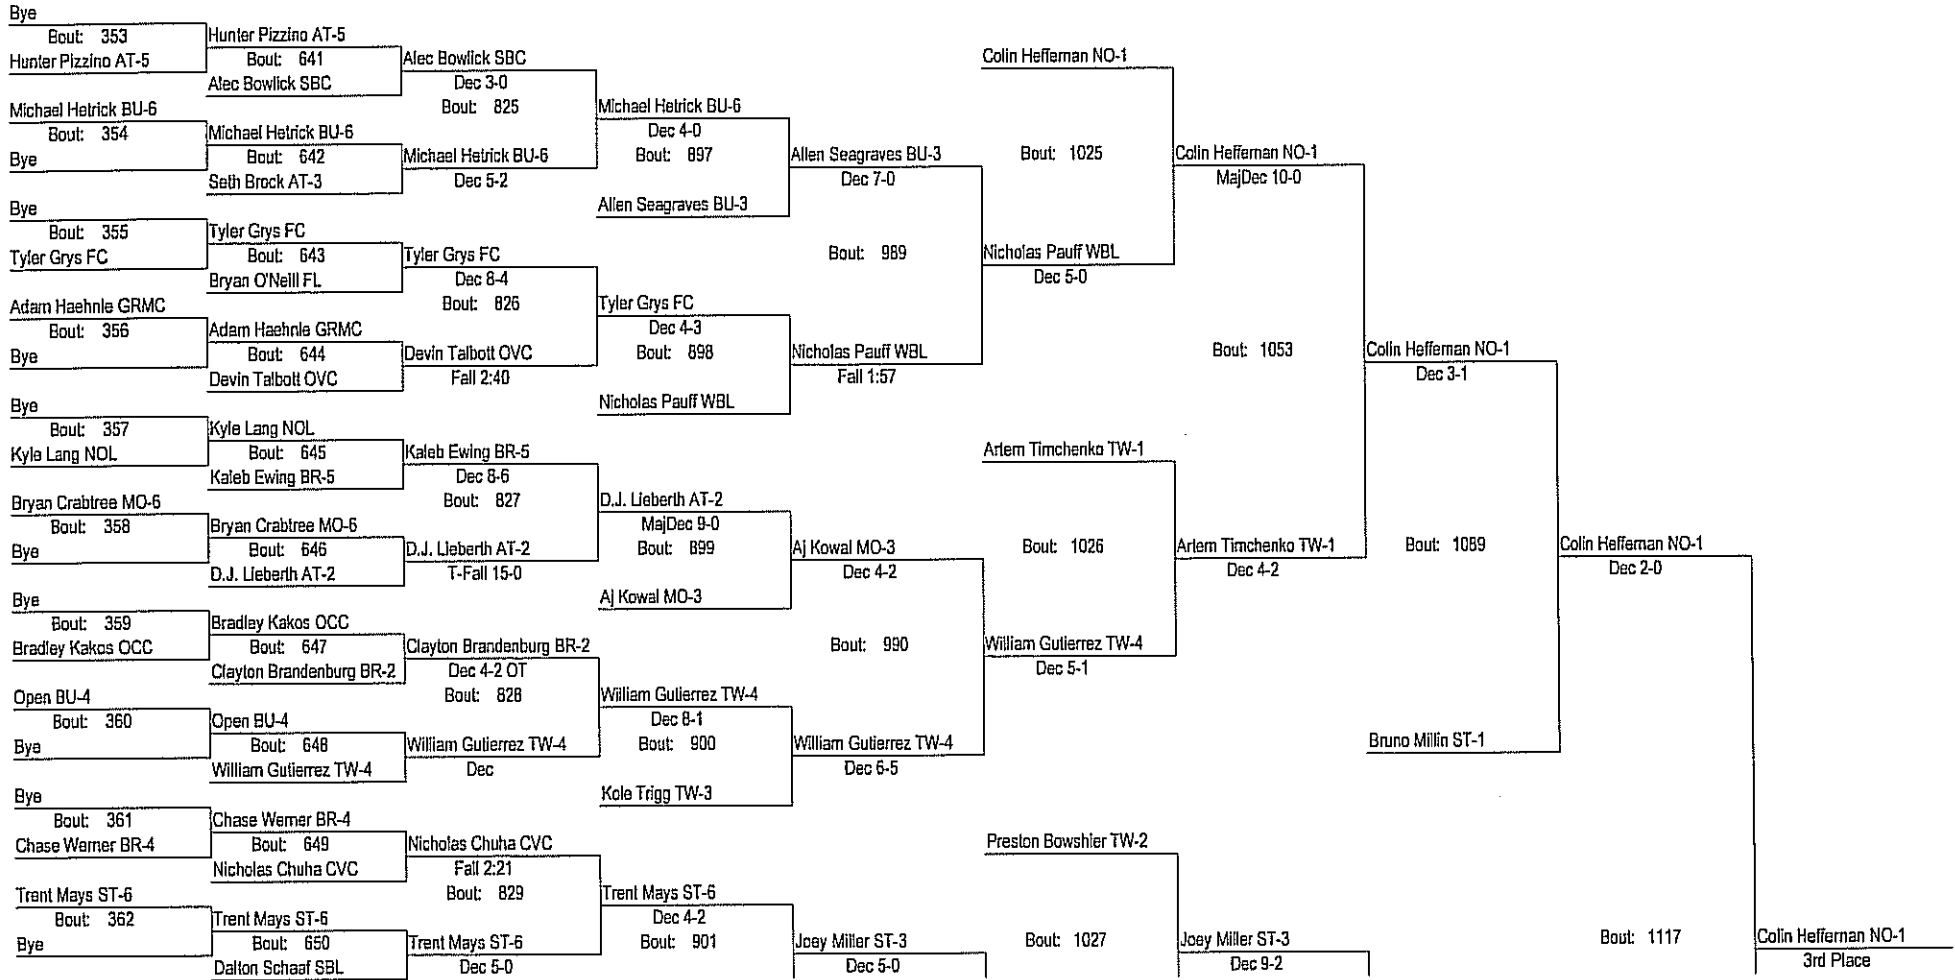 Bye
Bout: 353
Hunter Pizzino AT-5
Michael Hetrick BU-6
Bout: 354
Bye
Bye
Bout: 355
Tyler Grys FC
Adam Haehnle GRMC
Bout: 356
Bye
Bye
Bout: 357
Kyle Lang NOL
Bryan Crabtree MO-6
Bout: 358
Bye
Bye
Bout: 359
Bradley Kakos OCC
Open BU-4
Bout: 360
Bye
Bye
Bout: 361
Chase Werner BR-4
Trent Mays ST-6
Bout: 362
Bye
Hunter Pizzino AT-5
Bout: 641
Alec Bowlick SBC
Michael Hetrick BU-6
Bout: 642
Seth Brock AT-3
Tyler Grys FC
Bout: 643
Bryan O'Neill FL
Adam Haehnle GRMC
Bout: 644
Devin Talbott OVC
Kyle Lang NOL
Bout: 645
Kaleb Ewing BR-5
Bryan Crabtree MO-6
Bout: 646
D.J. Lieberth AT-2
Bradley Kakos OCC
Bout: 647
Clayton Brandenburg BR-2
Open BU-4
Bout: 648
William Gutierrez TW-4
Chase Werner BR-4
Bout: 649
Nicholas Chuha CVC
Trent Mays ST-6
Bout: 650
Dalton Schaaf SBL
Alec Bowlick SBC
Dec 3-0
Bout: 825
Michael Hetrick BU-6
Dec 5-2
Tyler Grys FC
Dec 8-4
Bout: 826
Devin Talbott OVC
Fall 2:40
Kaleb Ewing BR-5
Dec 8-6
Bout: 827
D.J. Lieberth AT-2
T-Fall 15-0
Clayton Brandenburg BR-2
Dec 4-2 OT
Bout: 828
William Gutierrez TW-4
Dec
Nicholas Chuha CVC
Fall 2:21
Bout: 829
Trent Mays ST-6
Dec 5-0
Michael Hetrick BU-6
Dec 4-0
Bout: 897
Allen Seagraves BU-3
Tyler Grys FC
Dec 4-3
Bout: 898
Nicholas Pauff WBL
D.J. Lieberth AT-2
MajDec 9-0
Bout: 899
Aj Kowal MO-3
William Gutierrez TW-4
Dec 8-1
Bout: 900
Kole Trigg TW-3
Trent Mays ST-6
Dec 4-2
Bout: 901
Allen Seagraves BU-3
Dec 7-0
Bout: 989
Nicholas Pauff WBL
Fall 1:57
Aj Kowal MO-3
Dec 4-2
Bout: 990
William Gutierrez TW-4
Dec 6-5
Joey Miller ST-3
Dec 5-0
Colin Heffernan NO-1
Bout: 1025
Nicholas Pauff WBL
Dec 5-0
Artem Timchenko TW-1
Bout: 1026
William Gutierrez TW-4
Dec 5-1
Preston Bowshier TW-2
Bout: 1027
Colin Heffernan NO-1
MajDec 10-0
Bout: 1053
Artem Timchenko TW-1
Dec 4-2
Joey Miller ST-3
Dec 9-2
Colin Heffernan NO-1
Dec 3-1
Bout: 1089
Bruno Millin ST-1
Colin Heffernan NO-1
Dec 2-0
Bout: 1117
Colin Heffernan NO-1
3rd Place